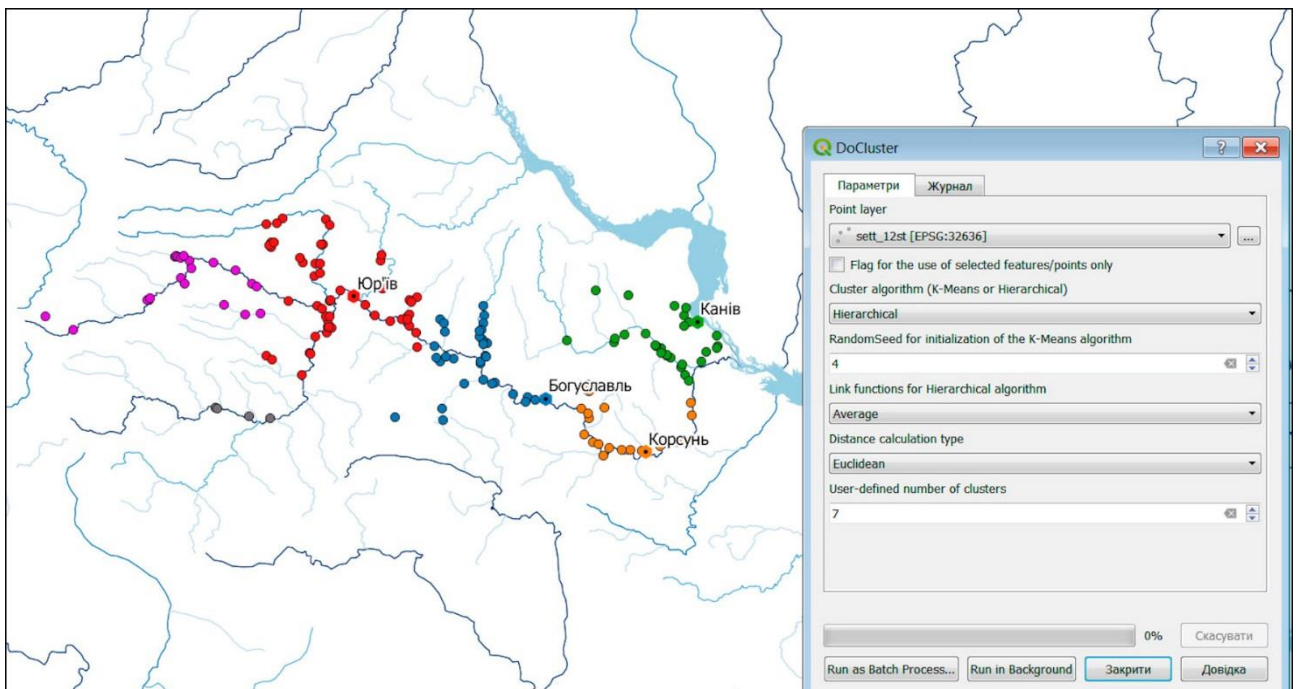 Юр'їв
Канів
Богуславль
Корсунь
DoCluster
?
Параметри
Журнал
Point layer
sett_12st [EPSG:32636]
...
Flag for the use of selected features/points only
Cluster algorithm (K-Means or Hierarchical)
Hierarchical
RandomSeed for initialization of the K-Means algorithm
4
Link functions for Hierarchical algorithm
Average
Distance calculation type
Euclidean
User-defined number of clusters
7
0%
Скасувати
Run as Batch Process...
Run in Background
Закрити
Довідка